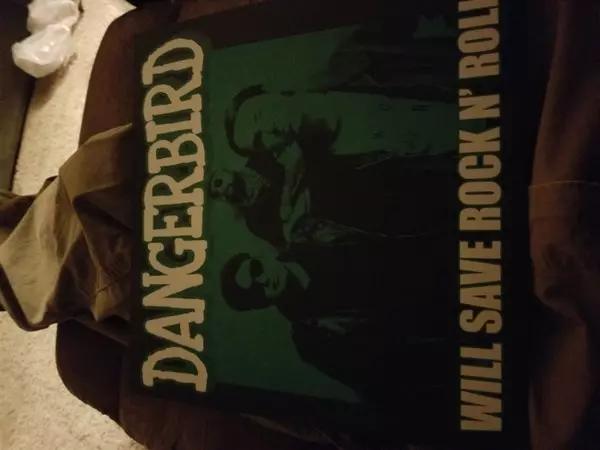 DANGERBIRD
WILL SAVE ROCK N' ROLL